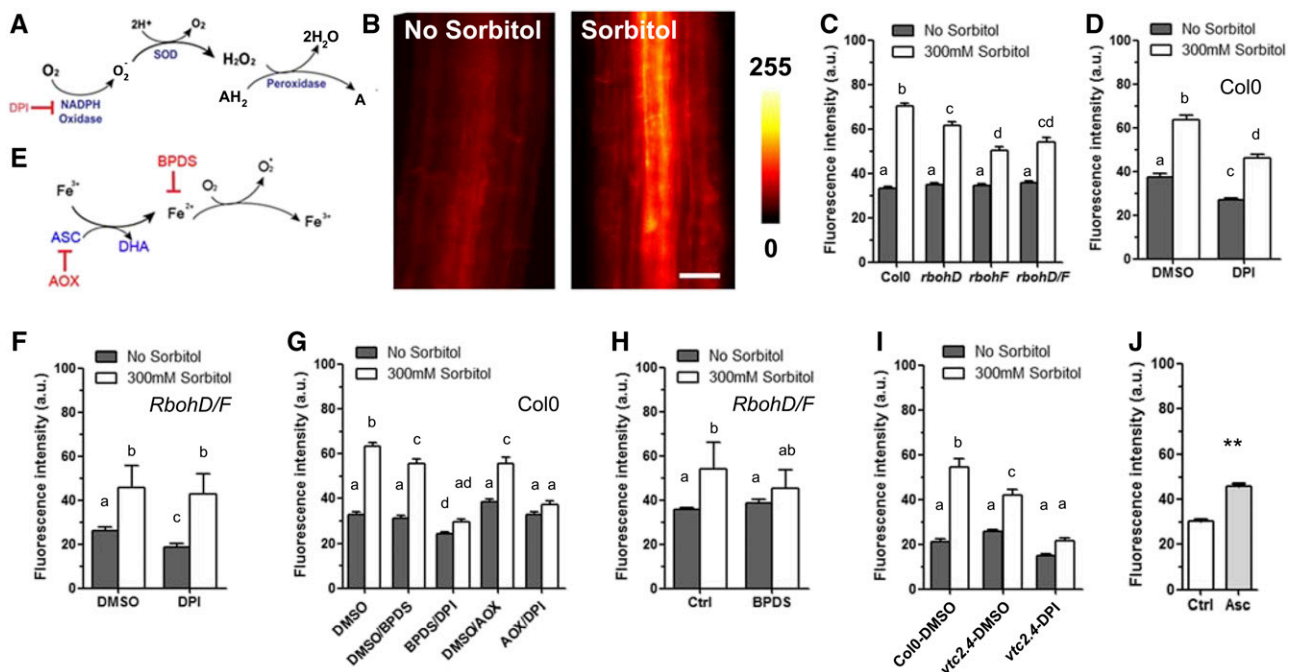 A
2H⁺
O₂
SOD
O₂
O₂⁻
H₂O₂
2H₂O
DPI
NADPH
Oxidase
AH₂
Peroxidase
A
B
No Sorbitol
Sorbitol
255
0
C
No Sorbitol
300mM Sorbitol
Fluorescence intensity (a.u.)
100
80
60
40
20
0
a b a c a d a cd
Col0 rbohD rbohF rbohD/F
D
No Sorbitol
300mM Sorbitol
Col0
Fluorescence intensity (a.u.)
100
80
60
40
20
0
a b c d
DMSO DPI
E
BPDS
Fe³⁺
O₂
O₂
Fe²⁺
Fe³⁺
ASC
DHA
AOX
F
No Sorbitol
300mM Sorbitol
RbohD/F
Fluorescence intensity (a.u.)
100
80
60
40
20
0
a b c b
DMSO DPI
G
No Sorbitol
300mM Sorbitol
Col0
Fluorescence intensity (a.u.)
100
80
60
40
20
0
a b a c d ad a c a a
DMSO
DMSO/BPDS
BPDS/DPI
DMSO/AOX
AOX/DPI
H
No Sorbitol
300mM Sorbitol
RbohD/F
Fluorescence intensity (a.u.)
100
80
60
40
20
0
a b a ab
Ctrl BPDS
I
No Sorbitol
300mM Sorbitol
Fluorescence intensity (a.u.)
100
80
60
40
20
0
a b a c a a
Col0-DMSO
vtc2.4-DMSO
vtc2.4-DPI
J
Fluorescence intensity (a.u.)
100
80
60
40
20
0
**
Ctrl Asc